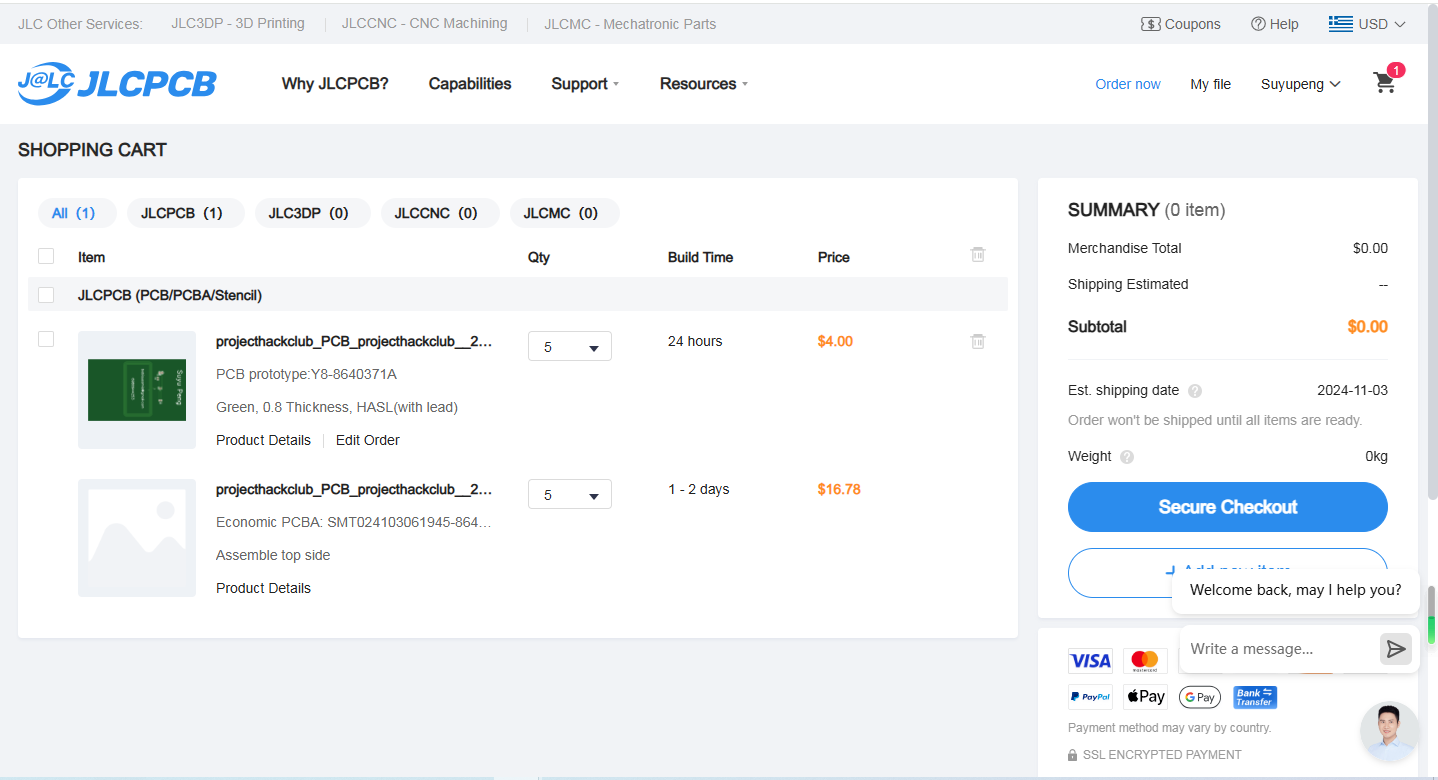 JLC Other Services: JLC3DP - 3D Printing JLCCNC - CNC Machining JLCMC - Mechatronic Parts Coupons Help USD
J@LC JLCPCB Why JLCPCB? Capabilities Support Resources Order now My file Suyupeng 1
SHOPPING CART
All (1) JLCPCB (1) JLC3DP (0) JLCCNC (0) JLCMC (0)
Item Qty Build Time Price
JLCPCB (PCB/PCBA/Stencil)
projecthackclub_PCB_projecthackclub__2... 5 24 hours $4.00
PCB prototype:Y8-8640371A
Green, 0.8 Thickness, HASL(with lead)
Product Details Edit Order
Suyu Peng
projecthackclub_PCB_projecthackclub__2... 5 1 - 2 days $16.78
Economic PCBA: SMT024103061945-864...
Assemble top side
Product Details
SUMMARY (0 item)
Merchandise Total $0.00
Shipping Estimated --
Subtotal $0.00
Est. shipping date ? 2024-11-03
Order won't be shipped until all items are ready.
Weight ? 0kg
Secure Checkout
+ Add new item
Welcome back, may I help you?
Write a message...
VISA mastercard
PayPal Pay G Pay Bank Transfer
Payment method may vary by country.
SSL ENCRYPTED PAYMENT